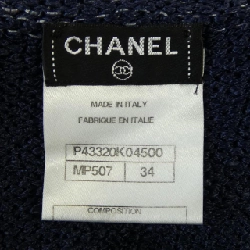 CHANEL
MADE IN ITALY
FABRIQUE EN ITALIE
P43320K04500
MP507 34
COMPOSITION